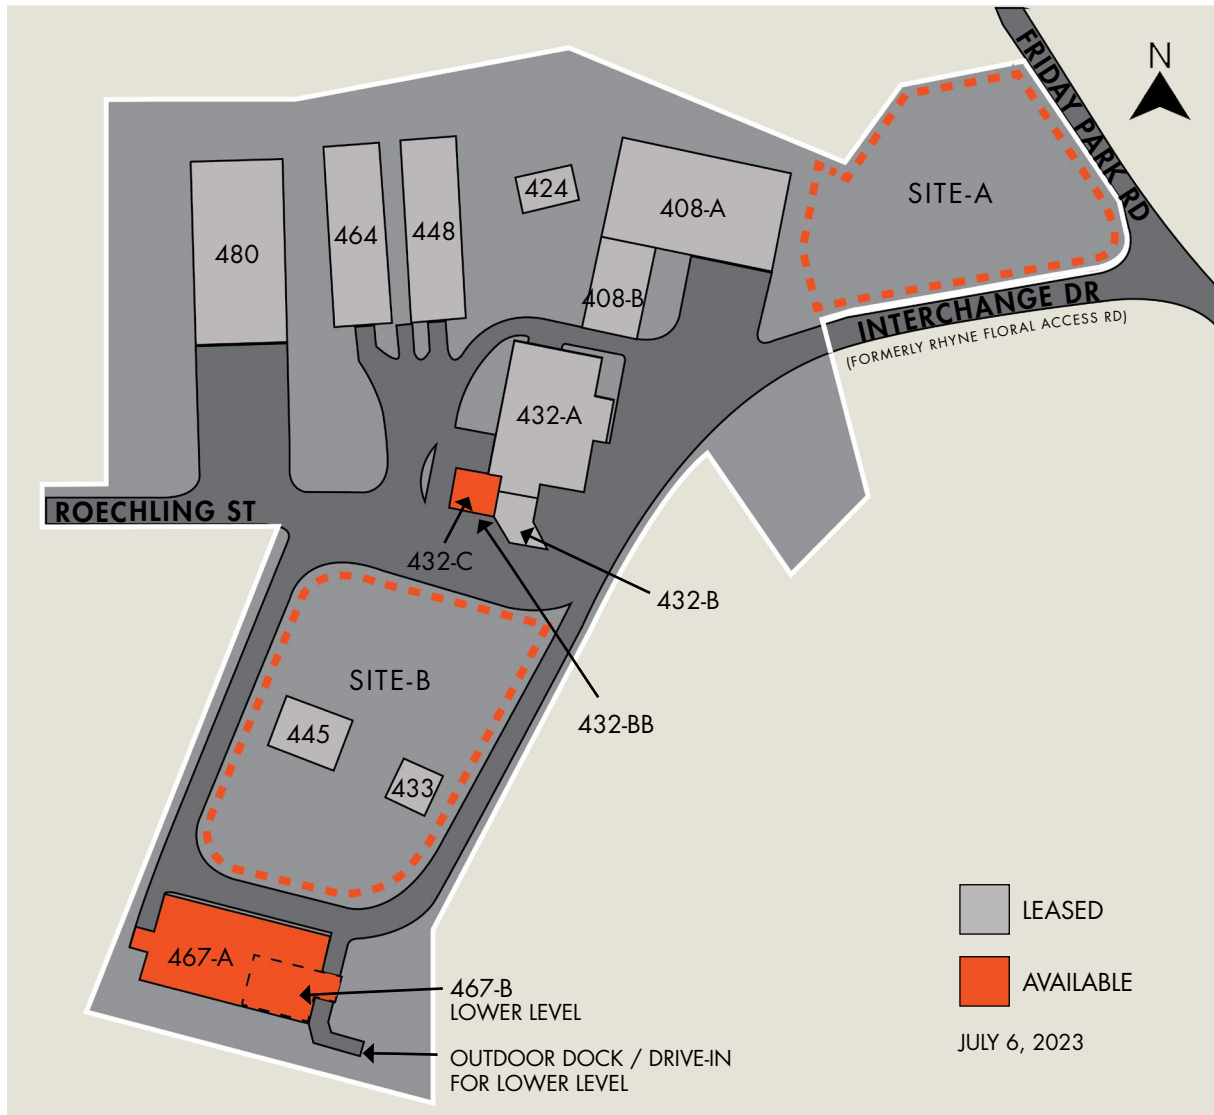 FRIDAY PARK RD
N
424
SITE-A
408-A
464
448
480
408-B
INTERCHANGE DR
(FORMERLY RHYNE FLORAL ACCESS RD)
432-A
ROECHLING ST
432-C
432-B
SITE-B
432-BB
445
433
LEASED
467-A
AVAILABLE
467-B
LOWER LEVEL
JULY 6, 2023
OUTDOOR DOCK / DRIVE-IN
FOR LOWER LEVEL